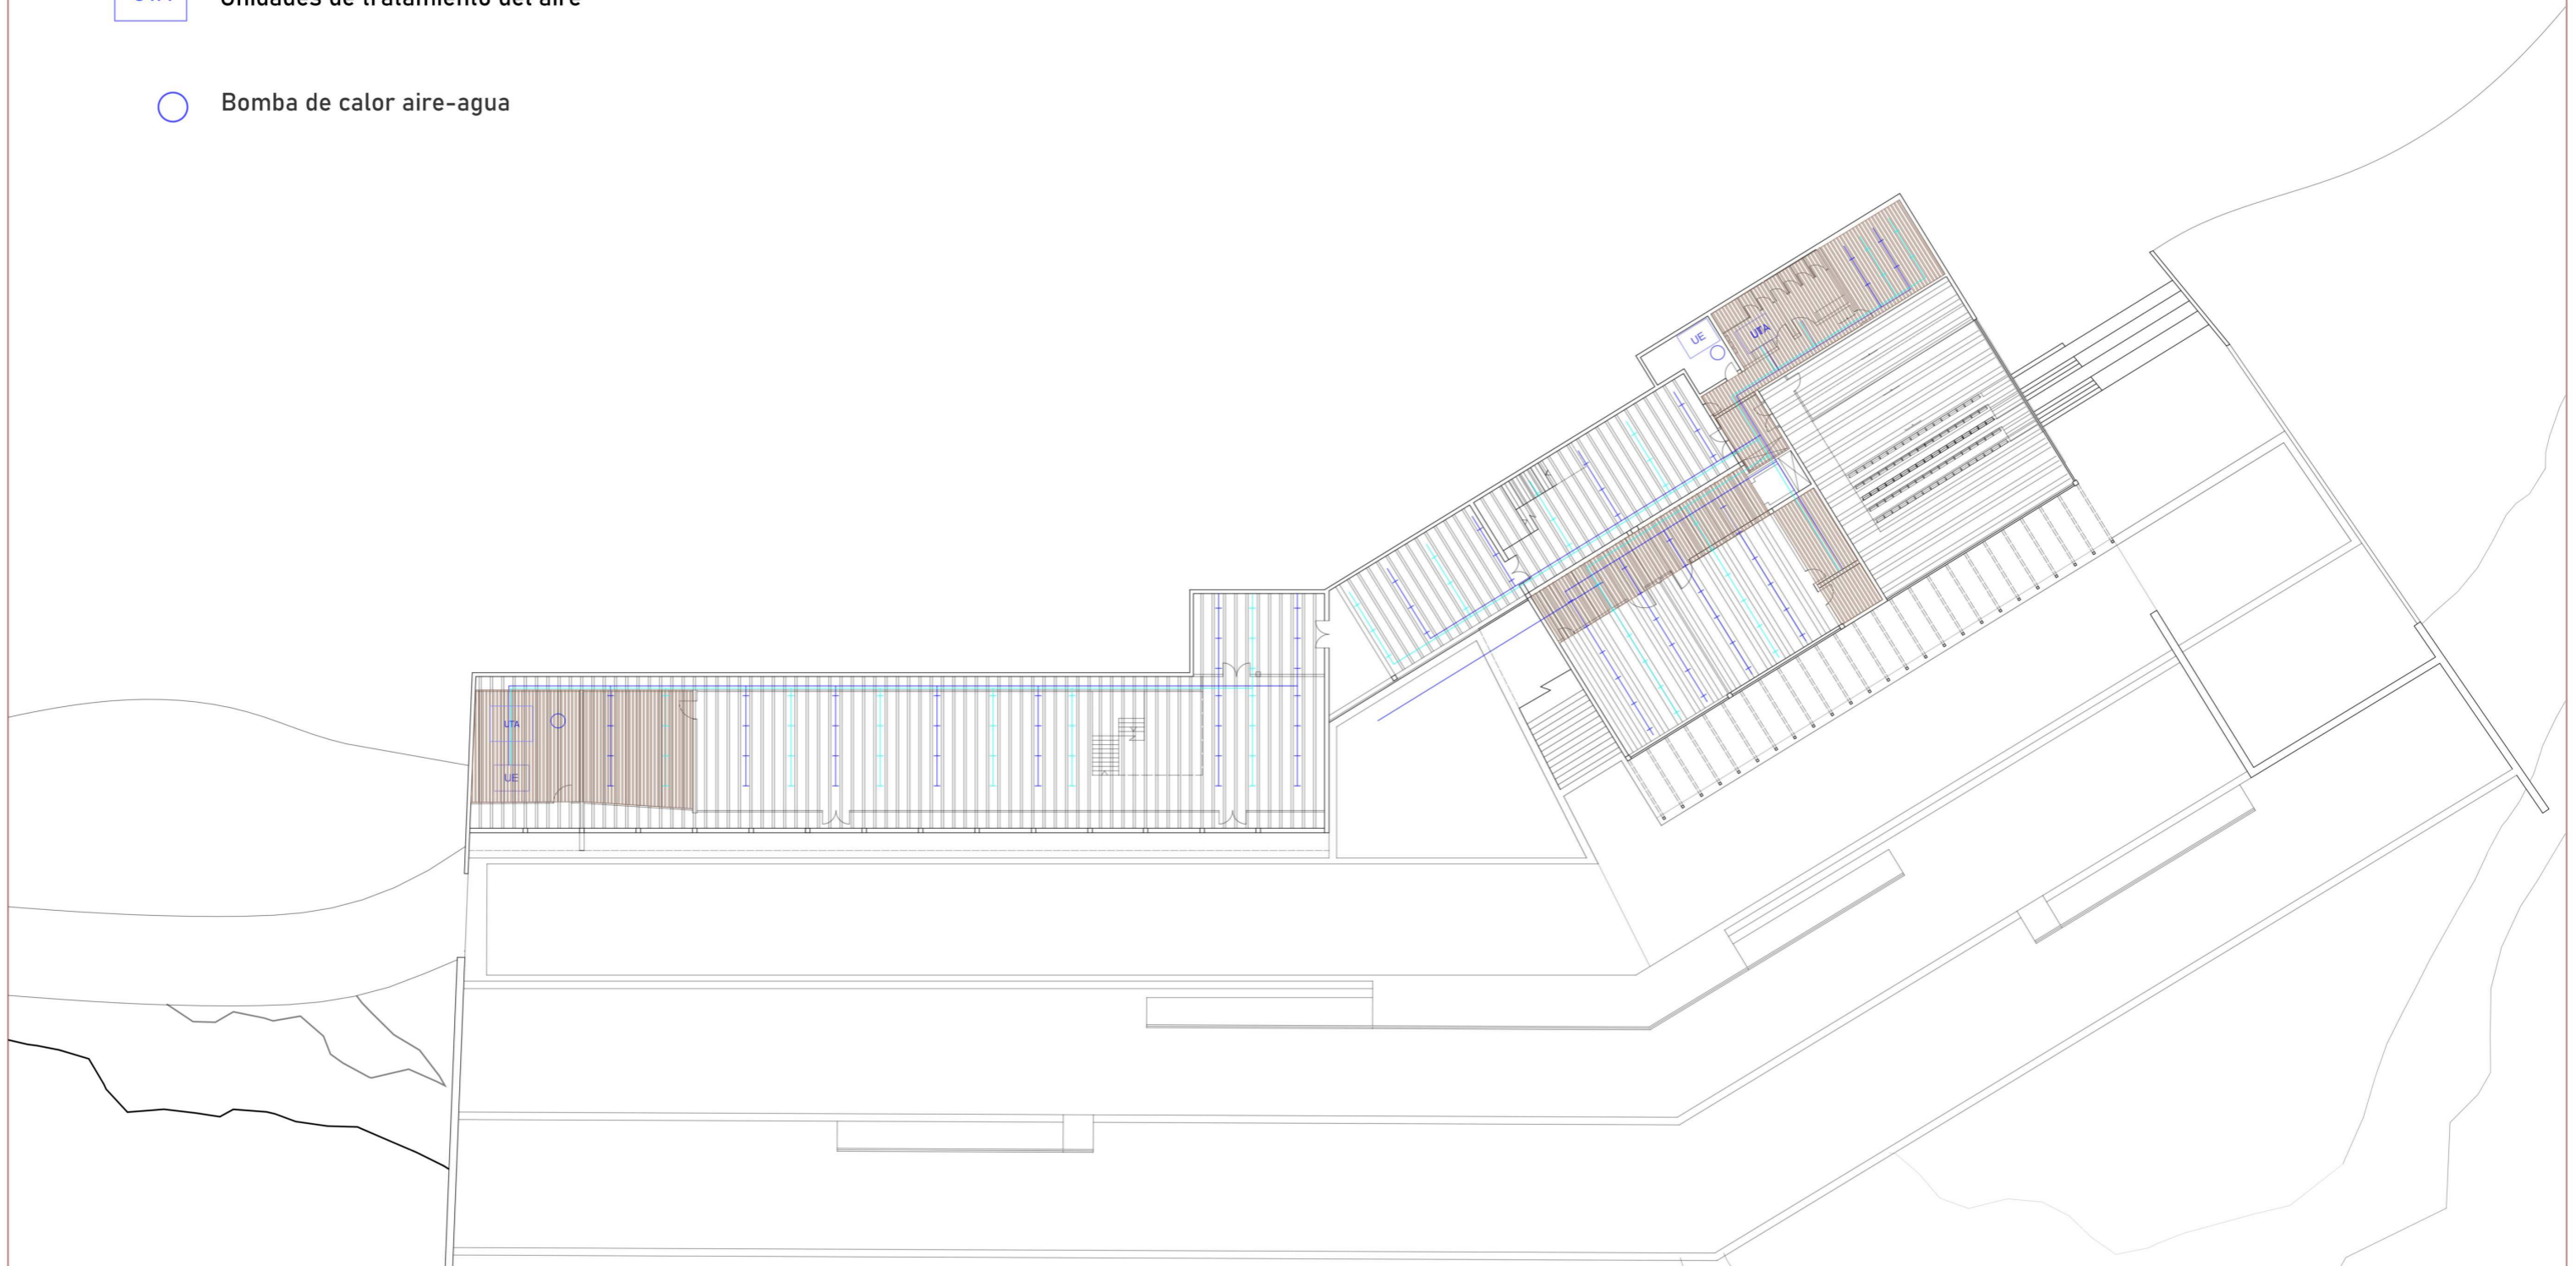 Unidades de tratamiento del aire
Bomba de calor aire-agua
UE
UTA
UTA
UE